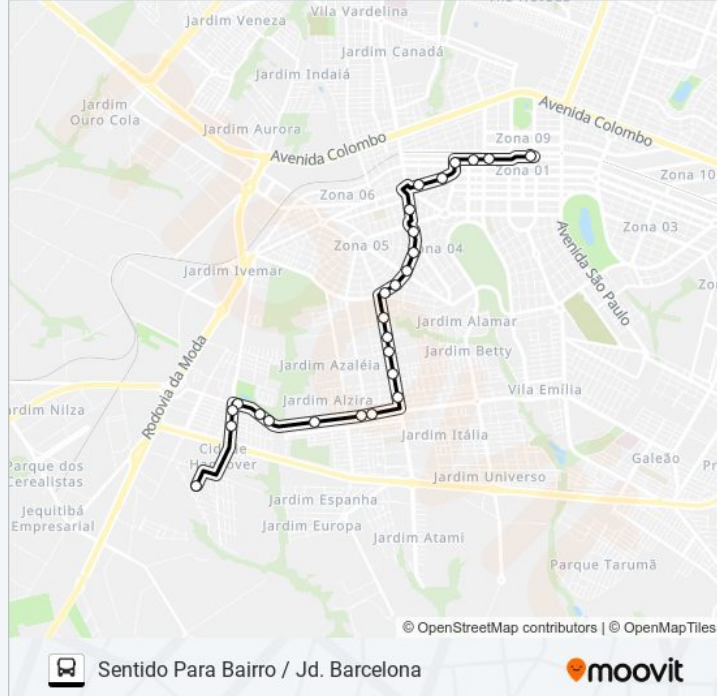 Jardim Veneza
Vila Vardelina
Jardim Canadá
Jardim Indaiá
Jardim
Ouro Cola
Jardim Aurora
Avenida Colombo
Avenida Colombo
Zona 09
Zona 01
Zona 10
Zona 06
Zona 03
Zona 05
Zona 04
Avenida São Paulo
Jardim Ivemar
Rodovia da Moda
Jardim Alamar
Jardim Betty
Jardim Azaléia
Vila Emília
Jardim Alzira
Jardim Itália
Galeão
Jardim Universo
Parque dos
Cerealistas
Jequitibá
Empresarial
Jardim Espanha
Jardim Europa
Jardim Atami
Parque Tarumã
© OpenStreetMap contributors | © OpenMapTiles
Sentido Para Bairro / Jd. Barcelona
moovit